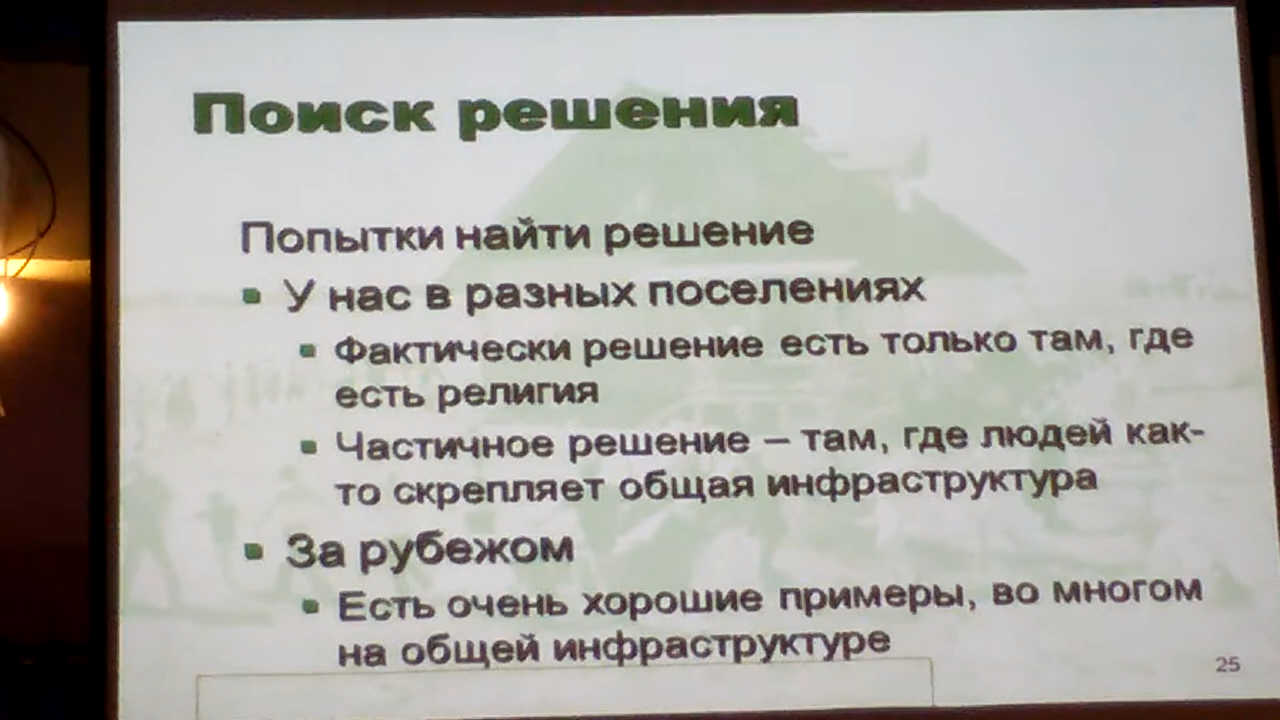 Поиск решения
Попытки найти решение
У нас в разных поселениях
Фактически решение есть только там, где
есть религия
Частичное решение – там, где людей как-
то скрепляет общая инфраструктура
За рубежом
Есть очень хорошие примеры, во многом
на общей инфраструктуре
25